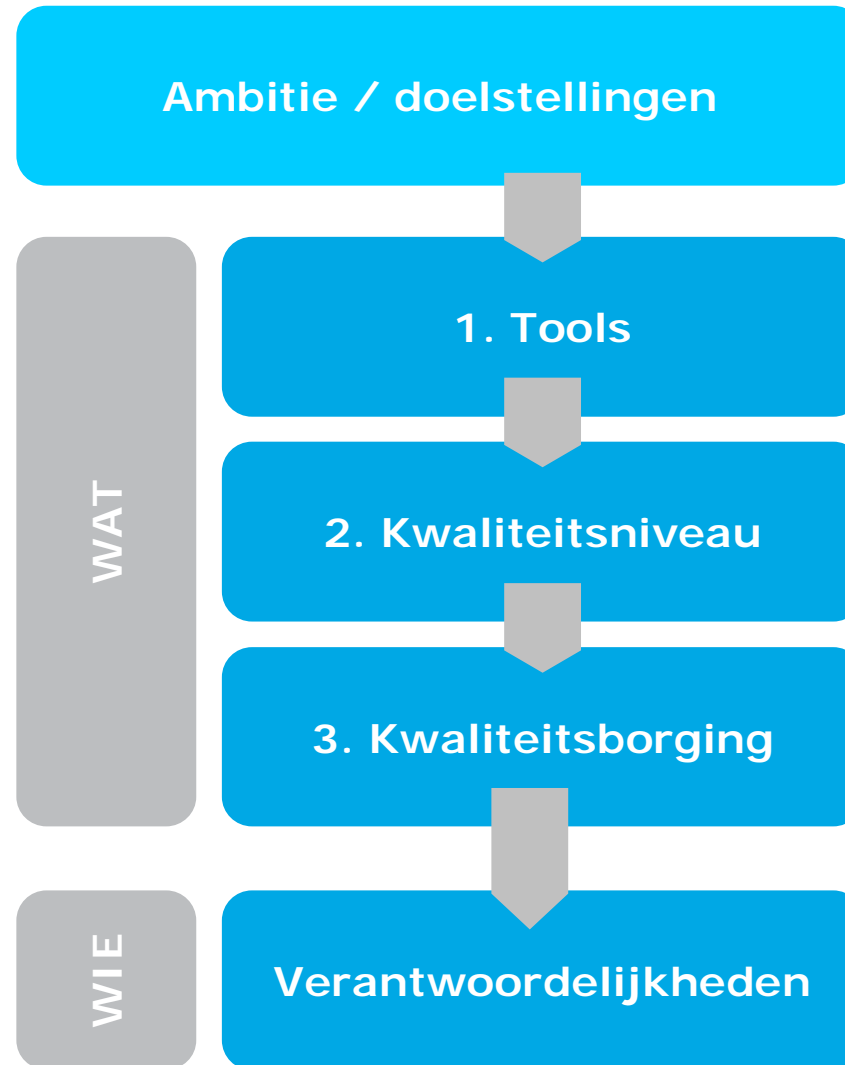 Ambitie / doelstellingen
WAT
1. Tools
2. Kwaliteitsniveau
3. Kwaliteitsborging
WIE
Verantwoordelijkheden